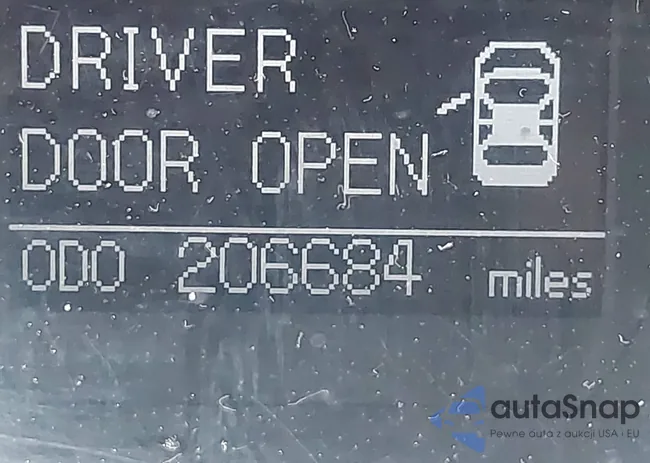 DRIVER
DOOR OPEN
ODO 206684 miles
autaSnap
Pewne auta z aukcji USA i EU